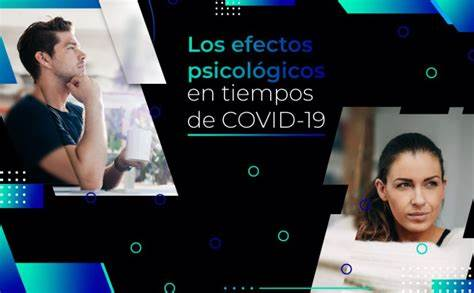 Los efectos
psicológicos
en tiempos
de COVID-19